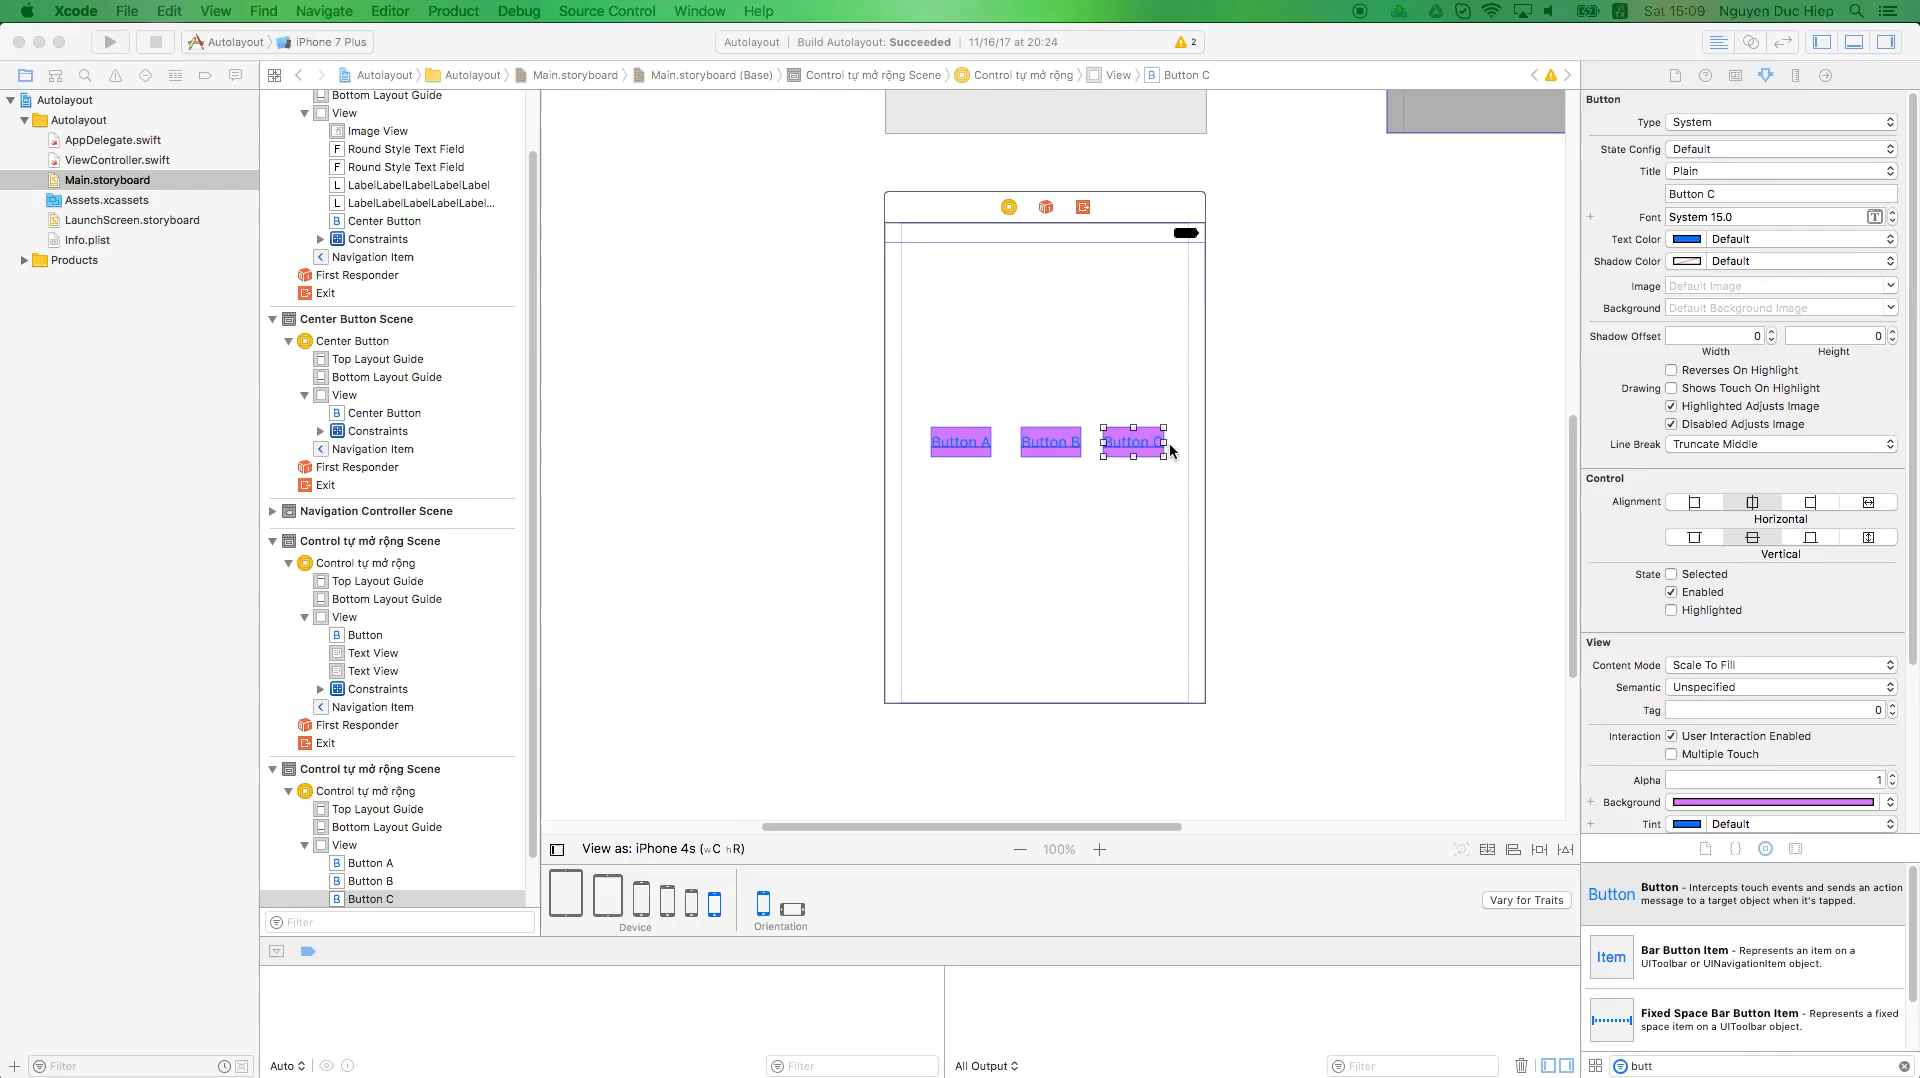 Xcode File Edit View Find Navigate Editor Product Debug Source Control Window Help
Sat 15:09 Nguyen Duc Hiep
Autolayout iPhone 7 Plus
Autolayout | Build Autolayout: Succeeded | 11/16/17 at 20:24
2
Autolayout Autolayout Main.storyboard Main.storyboard (Base) Control tự mở rộng Scene Control tự mở rộng View B Button C
Autolayout
Autolayout
AppDelegate.swift
ViewController.swift
Main.storyboard
Assets.xcassets
LaunchScreen.storyboard
Info.plist
Products
Filter
Bottom Layout Guide
View
Image View
F Round Style Text Field
F Round Style Text Field
L LabelLabelLabelLabelLabel
L LabelLabelLabelLabelLabel...
B Center Button
Constraints
Navigation Item
First Responder
Exit
Center Button Scene
Center Button
Top Layout Guide
Bottom Layout Guide
View
B Center Button
Constraints
Navigation Item
First Responder
Exit
Navigation Controller Scene
Control tự mở rộng Scene
Control tự mở rộng
Top Layout Guide
Bottom Layout Guide
View
B Button
Text View
Text View
Constraints
Navigation Item
First Responder
Exit
Control tự mở rộng Scene
Control tự mở rộng
Top Layout Guide
Bottom Layout Guide
View
B Button A
B Button B
B Button C
Filter
Button A
Button B
Button C
View as: iPhone 4s (wC hR)
100%
Device
Orientation
Vary for Traits
Auto
Filter
All Output
Filter
Button
Type System
State Config Default
Title Plain
Button C
Font System 15.0
T
Text Color Default
Shadow Color Default
Image Default Image
Background Default Background Image
Shadow Offset 0 0
Width Height
Reverses On Highlight
Drawing Shows Touch On Highlight
Highlighted Adjusts Image
Disabled Adjusts Image
Line Break Truncate Middle
Control
Alignment
Horizontal
Vertical
State Selected
Enabled
Highlighted
View
Content Mode Scale To Fill
Semantic Unspecified
Tag 0
Interaction User Interaction Enabled
Multiple Touch
Alpha 1
Background
Tint Default
Button
Button - Intercepts touch events and sends an action
message to a target object when it's tapped.
Item
Bar Button Item - Represents an item on a
UIToolbar or UINavigationItem object.
Fixed Space Bar Button Item - Represents a fixed
space item on a UIToolbar object.
butt